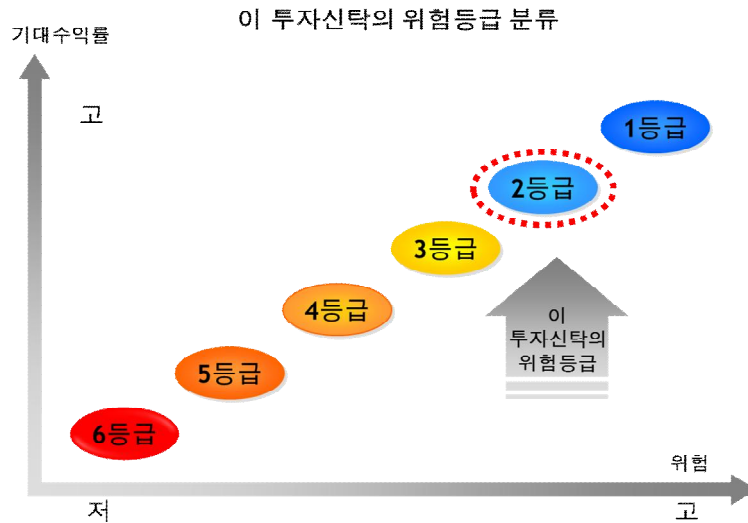 이 투자신탁의 위험등급 분류
기대수익률
고
1등급
2등급
3등급
4등급
5등급
6등급
이
투자신탁의
위험등급
위험
저
고